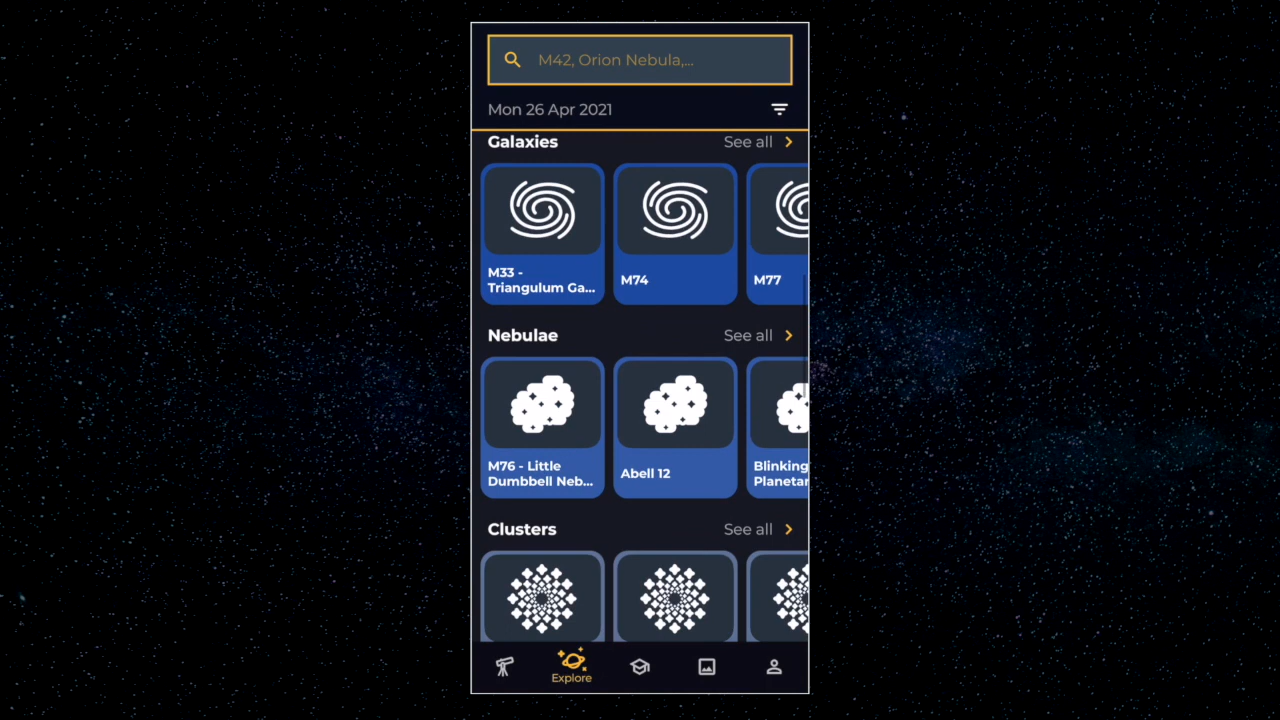 M42, Orion Nebula,...
Mon 26 Apr 2021
Galaxies
See all
M33 -
Triangulum Ga...
M74
M77
Nebulae
See all
M76 - Little
Dumbbell Neb...
Abell 12
Blinking
Planetar
Clusters
See all
Explore